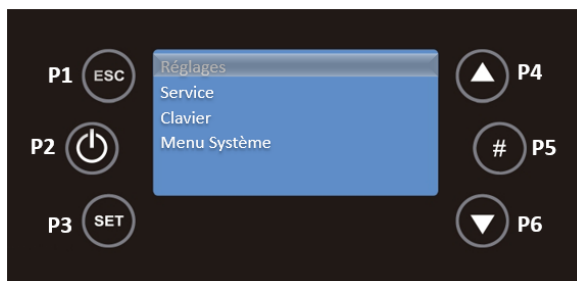 P1 ESC
Réglages
P4
Service
Clavier
P2
Menu Système
# P5
P3 SET
P6